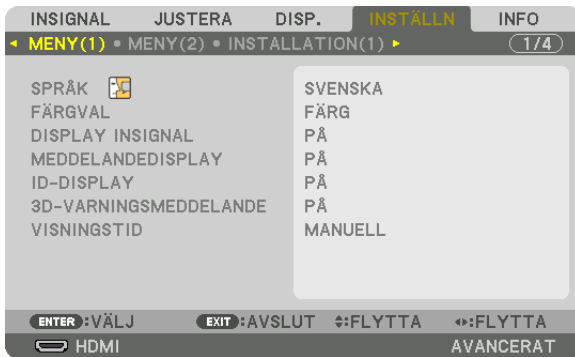 INSIGNAL JUSTERA DISP. INSTÄLLN INFO
MENY(1) • MENY(2) • INSTALLATION(1) 1/4
SPRÅK SVENSKA
FÄRGVAL FÄRG
DISPLAY INSIGNAL PÅ
MEDDELANDEDISPLAY PÅ
ID-DISPLAY PÅ
3D-VARNINGSMEDDELANDE PÅ
VISNINGSTID MANUELL
ENTER :VÄLJ EXIT :AVSLUT :FLYTTA :FLYTTA
HDMI AVANCERAT